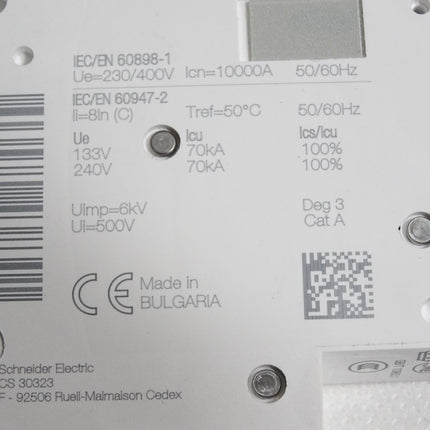 IEC/EN 60898-1
Ue=230/400V Icn=10000A 50/60Hz
IEC/EN 60947-2
Ii=8In (C) Tref=50°C 50/60Hz
Ue Icu Ics/Icu
133V 70kA 100%
240V 70kA 100%
Uimp=6kV Deg 3
Ui=500V Cat A
CE Made in
BULGARIA
Schneider Electric
CS 30323
F - 92506 Rueil-Malmaison Cedex